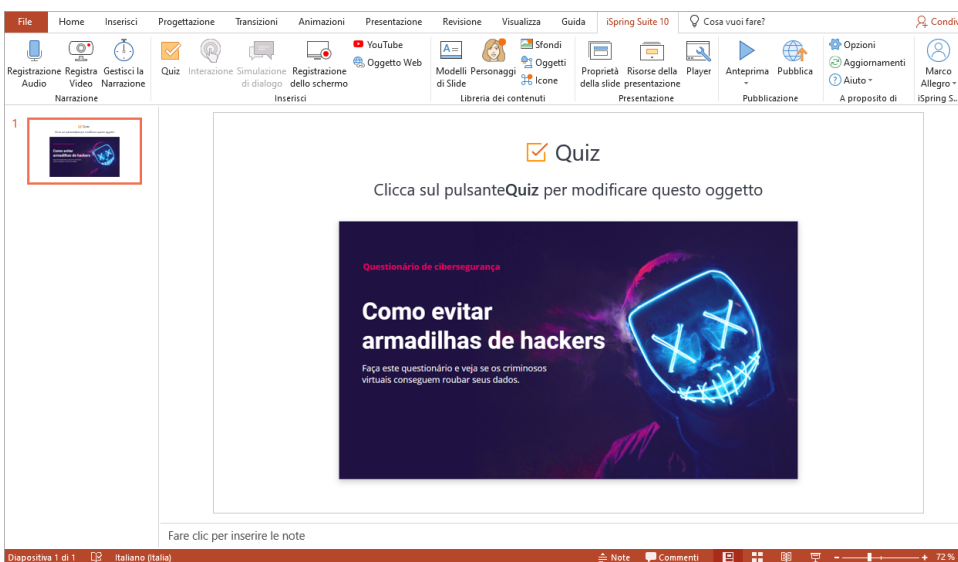 File Home Inserisci Progettazione Transizioni Animazioni Presentazione Revisione Visualizza Guida iSpring Suite 10 Cosa vuoi fare? Condiv
Registrazione Audio
Registra Video
Gestisci la Narrazione
Narrazione
Quiz
Interazione
Simulazione di dialogo
Registrazione dello schermo
YouTube
Oggetto Web
Inserisci
Modelli di Slide
Personaggi
Sfondi
Oggetti
Icone
Libreria dei contenuti
Proprietà della slide
Risorse della presentazione
Player
Presentazione
Anteprima
Pubblica
Pubblicazione
Opzioni
Aggiornamenti
Aiuto
A proposito di
Marco Allegro
iSpring S...
1
Quiz
Clicca sul pulsanteQuiz per modificare questo oggetto
Questionário de cibersegurança
Como evitar
armadilhas de hackers
Faça este questionário e veja se os criminosos
virtuais conseguem roubar seus dados.
Fare clic per inserire le note
Diapositiva 1 di 1 Italiano (Italia) Note Commenti 72%